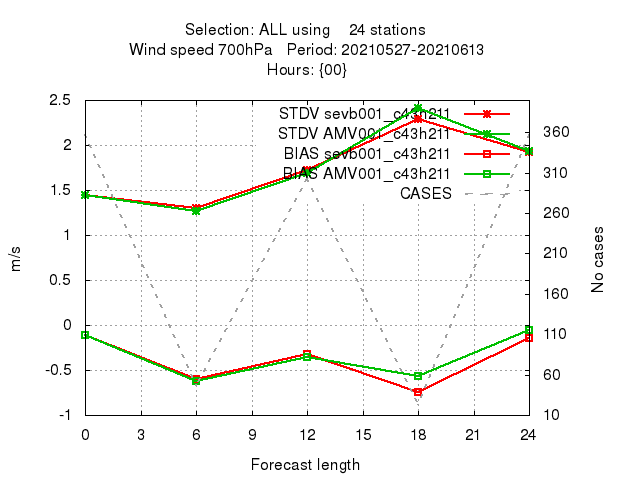 Selection: ALL using 24 stations
Wind speed 700hPa Period: 20210527-20210613
Hours: {00}
STDV sevb001_c43h211
STDV AMV001_c43h211
BIAS sevb001_c43h211
BIAS AMV001_c43h211
CASES
2.5
2
1.5
1
0.5
0
-0.5
-1
m/s
360
310
260
210
160
110
60
10
No cases
0 3 6 9 12 15 18 21 24
Forecast length